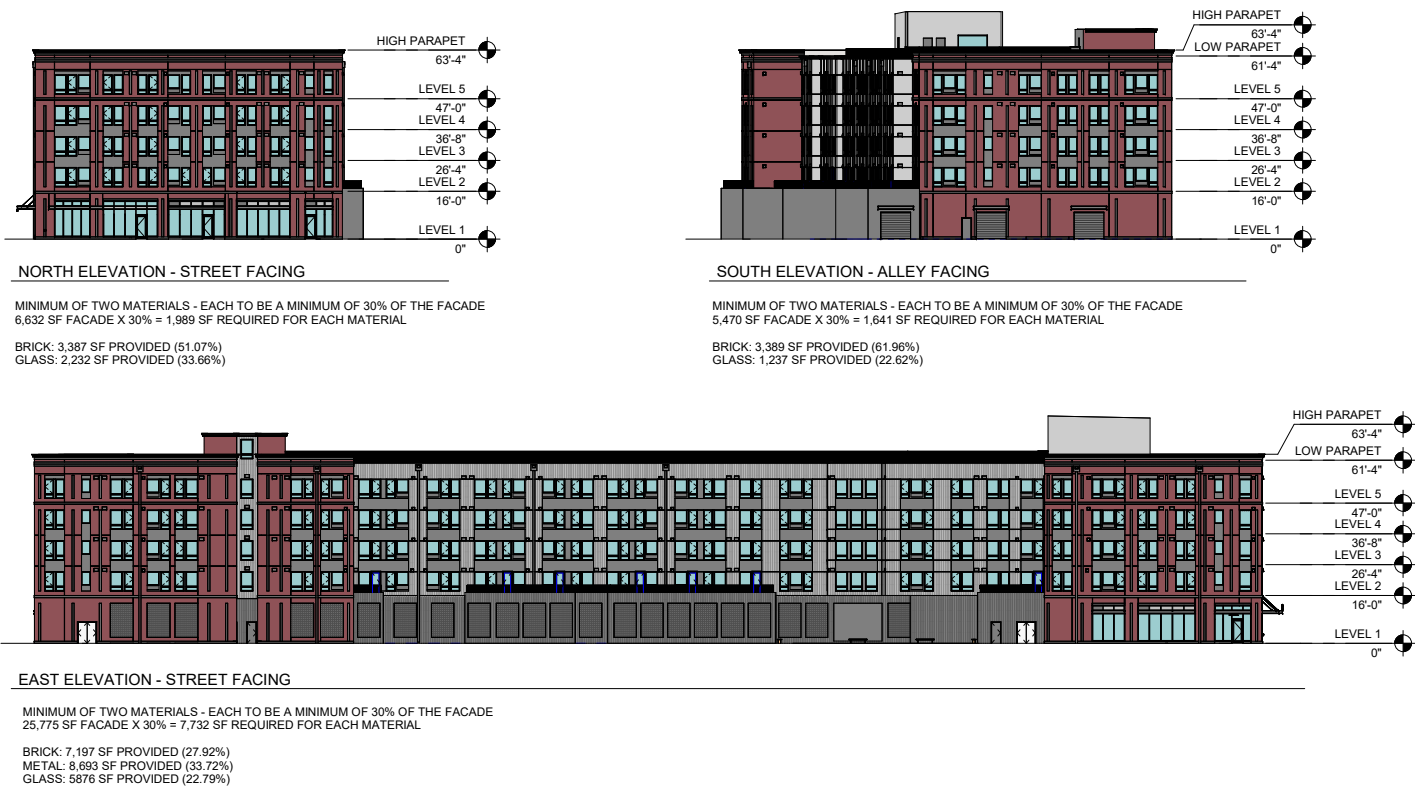 HIGH PARAPET
63'-4"
LEVEL 5
47'-0"
LEVEL 4
36'-8"
LEVEL 3
26'-4"
LEVEL 2
16'-0"
LEVEL 1
0"
NORTH ELEVATION - STREET FACING
MINIMUM OF TWO MATERIALS - EACH TO BE A MINIMUM OF 30% OF THE FACADE
6,632 SF FACADE X 30% = 1,989 SF REQUIRED FOR EACH MATERIAL
BRICK: 3,387 SF PROVIDED (51.07%)
GLASS: 2,232 SF PROVIDED (33.66%)
HIGH PARAPET
63'-4"
LOW PARAPET
61'-4"
LEVEL 5
47'-0"
LEVEL 4
36'-8"
LEVEL 3
26'-4"
LEVEL 2
16'-0"
LEVEL 1
0"
SOUTH ELEVATION - ALLEY FACING
MINIMUM OF TWO MATERIALS - EACH TO BE A MINIMUM OF 30% OF THE FACADE
5,470 SF FACADE X 30% = 1,641 SF REQUIRED FOR EACH MATERIAL
BRICK: 3,389 SF PROVIDED (61.96%)
GLASS: 1,237 SF PROVIDED (22.62%)
HIGH PARAPET
63'-4"
LOW PARAPET
61'-4"
LEVEL 5
47'-0"
LEVEL 4
36'-8"
LEVEL 3
26'-4"
LEVEL 2
16'-0"
LEVEL 1
0"
EAST ELEVATION - STREET FACING
MINIMUM OF TWO MATERIALS - EACH TO BE A MINIMUM OF 30% OF THE FACADE
25,775 SF FACADE X 30% = 7,732 SF REQUIRED FOR EACH MATERIAL
BRICK: 7,197 SF PROVIDED (27.92%)
METAL: 8,693 SF PROVIDED (33.72%)
GLASS: 5876 SF PROVIDED (22.79%)